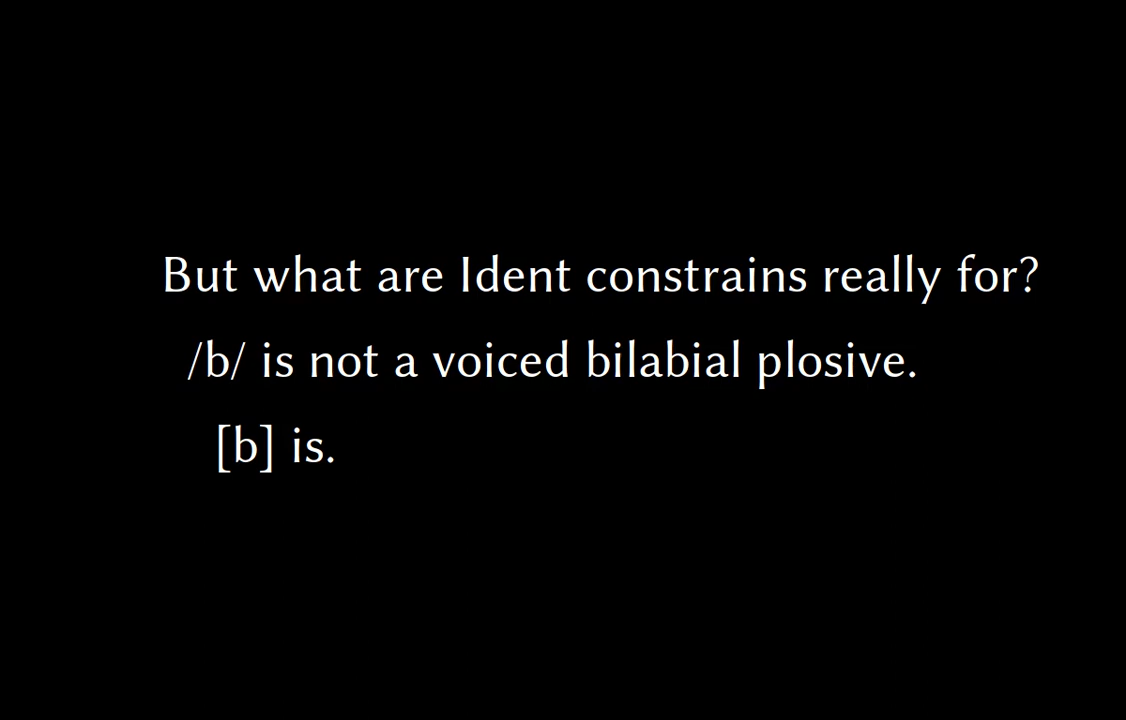 But what are Ident constrains really for?
/b/ is not a voiced bilabial plosive.
[b] is.